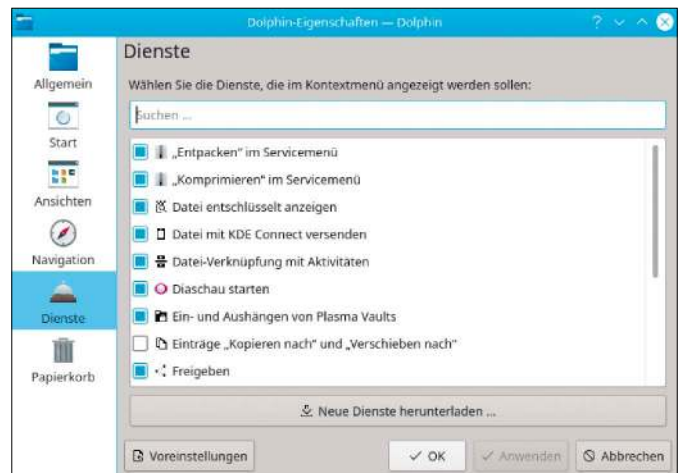 Dolphin-Eigenschaften — Dolphin
Allgemein
Start
Ansichten
Navigation
Dienste
Papierkorb
Dienste
Wählen Sie die Dienste, die im Kontextmenü angezeigt werden sollen:
Suchen ...
„Entpacken“ im Servicemenü
„Komprimieren“ im Servicemenü
Datei entschlüsselt anzeigen
Datei mit KDE Connect versenden
Datei-Verknüpfung mit Aktivitäten
Diaschau starten
Ein- und Aushängen von Plasma Vaults
Einträge „Kopieren nach“ und „Verschieben nach“
Freigeben
Neue Dienste herunterladen ...
Voreinstellungen
OK
Anwenden
Abbrechen